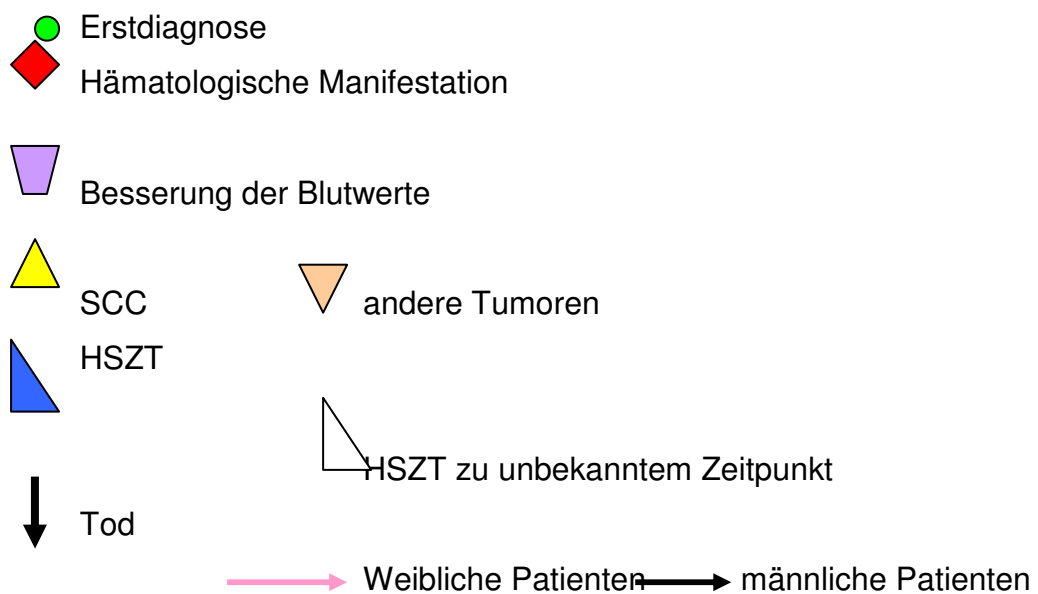 Erstdiagnose
Hämatologische Manifestation
Besserung der Blutwerte
SCC andere Tumoren
HSZT
HSZT zu unbekanntem Zeitpunkt
Tod
Weibliche Patienten männliche Patienten